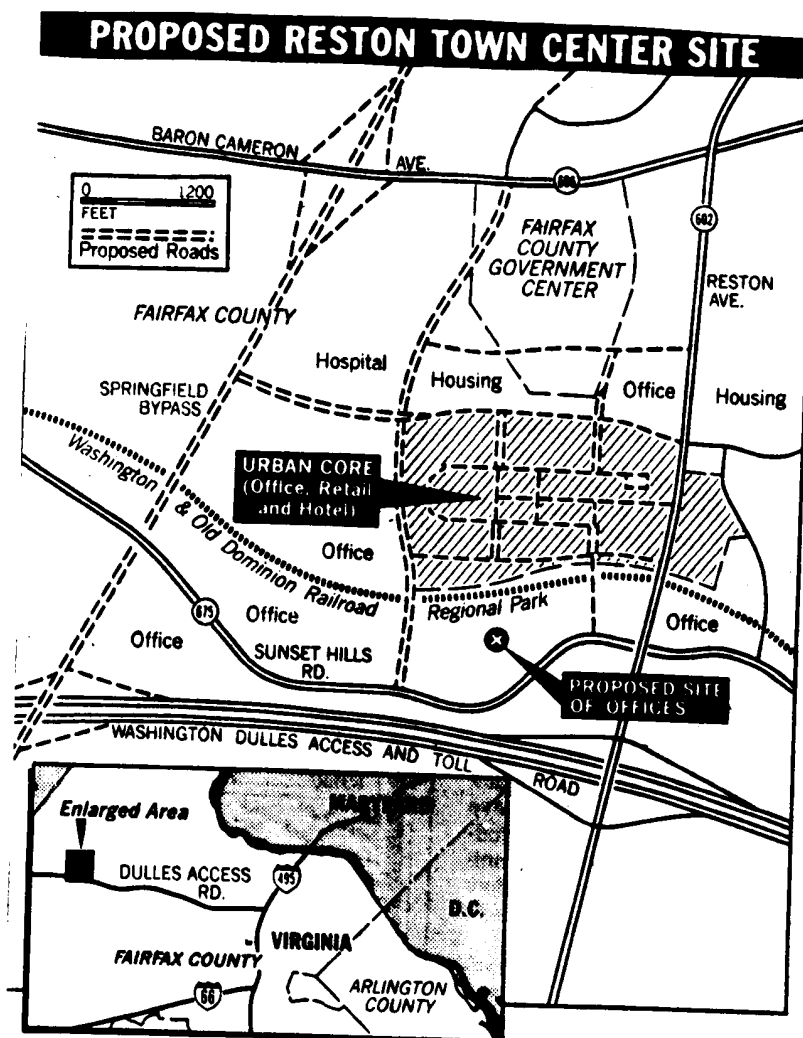 PROPOSED RESTON TOWN CENTER SITE
BARON CAMERON
AVE.
606
0 1200
FEET
Proposed Roads
602
FAIRFAX
COUNTY
GOVERNMENT
CENTER
RESTON
AVE.
FAIRFAX COUNTY
Hospital
Housing
Office
Housing
SPRINGFIELD
BYPASS
URBAN CORE
(Office, Retail
and Hotel)
Washington
& Old Dominion Railroad
Office
Regional Park
675
Office
Office
Office
SUNSET HILLS
RD.
PROPOSED SITE
OF OFFICES
WASHINGTON DULLES ACCESS AND TOLL
ROAD
Enlarged Area
MARYLAND
DULLES ACCESS
RD.
495
D.C.
VIRGINIA
FAIRFAX COUNTY
66
ARLINGTON
COUNTY